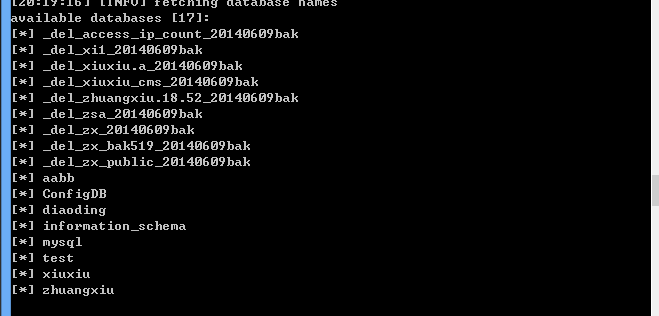 [20:19:16] [INFO] fetching database names
available databases [17]:
[*] _del_access_ip_count_20140609bak
[*] _del_xi1_20140609bak
[*] _del_xiuxiu.a_20140609bak
[*] _del_xiuxiu_cms_20140609bak
[*] _del_zhuangxiu.18.52_20140609bak
[*] _del_zsa_20140609bak
[*] _del_zx_20140609bak
[*] _del_zx_bak519_20140609bak
[*] _del_zx_public_20140609bak
[*] aabb
[*] ConfigDB
[*] diaoding
[*] information_schema
[*] mysql
[*] test
[*] xiuxiu
[*] zhuangxiu